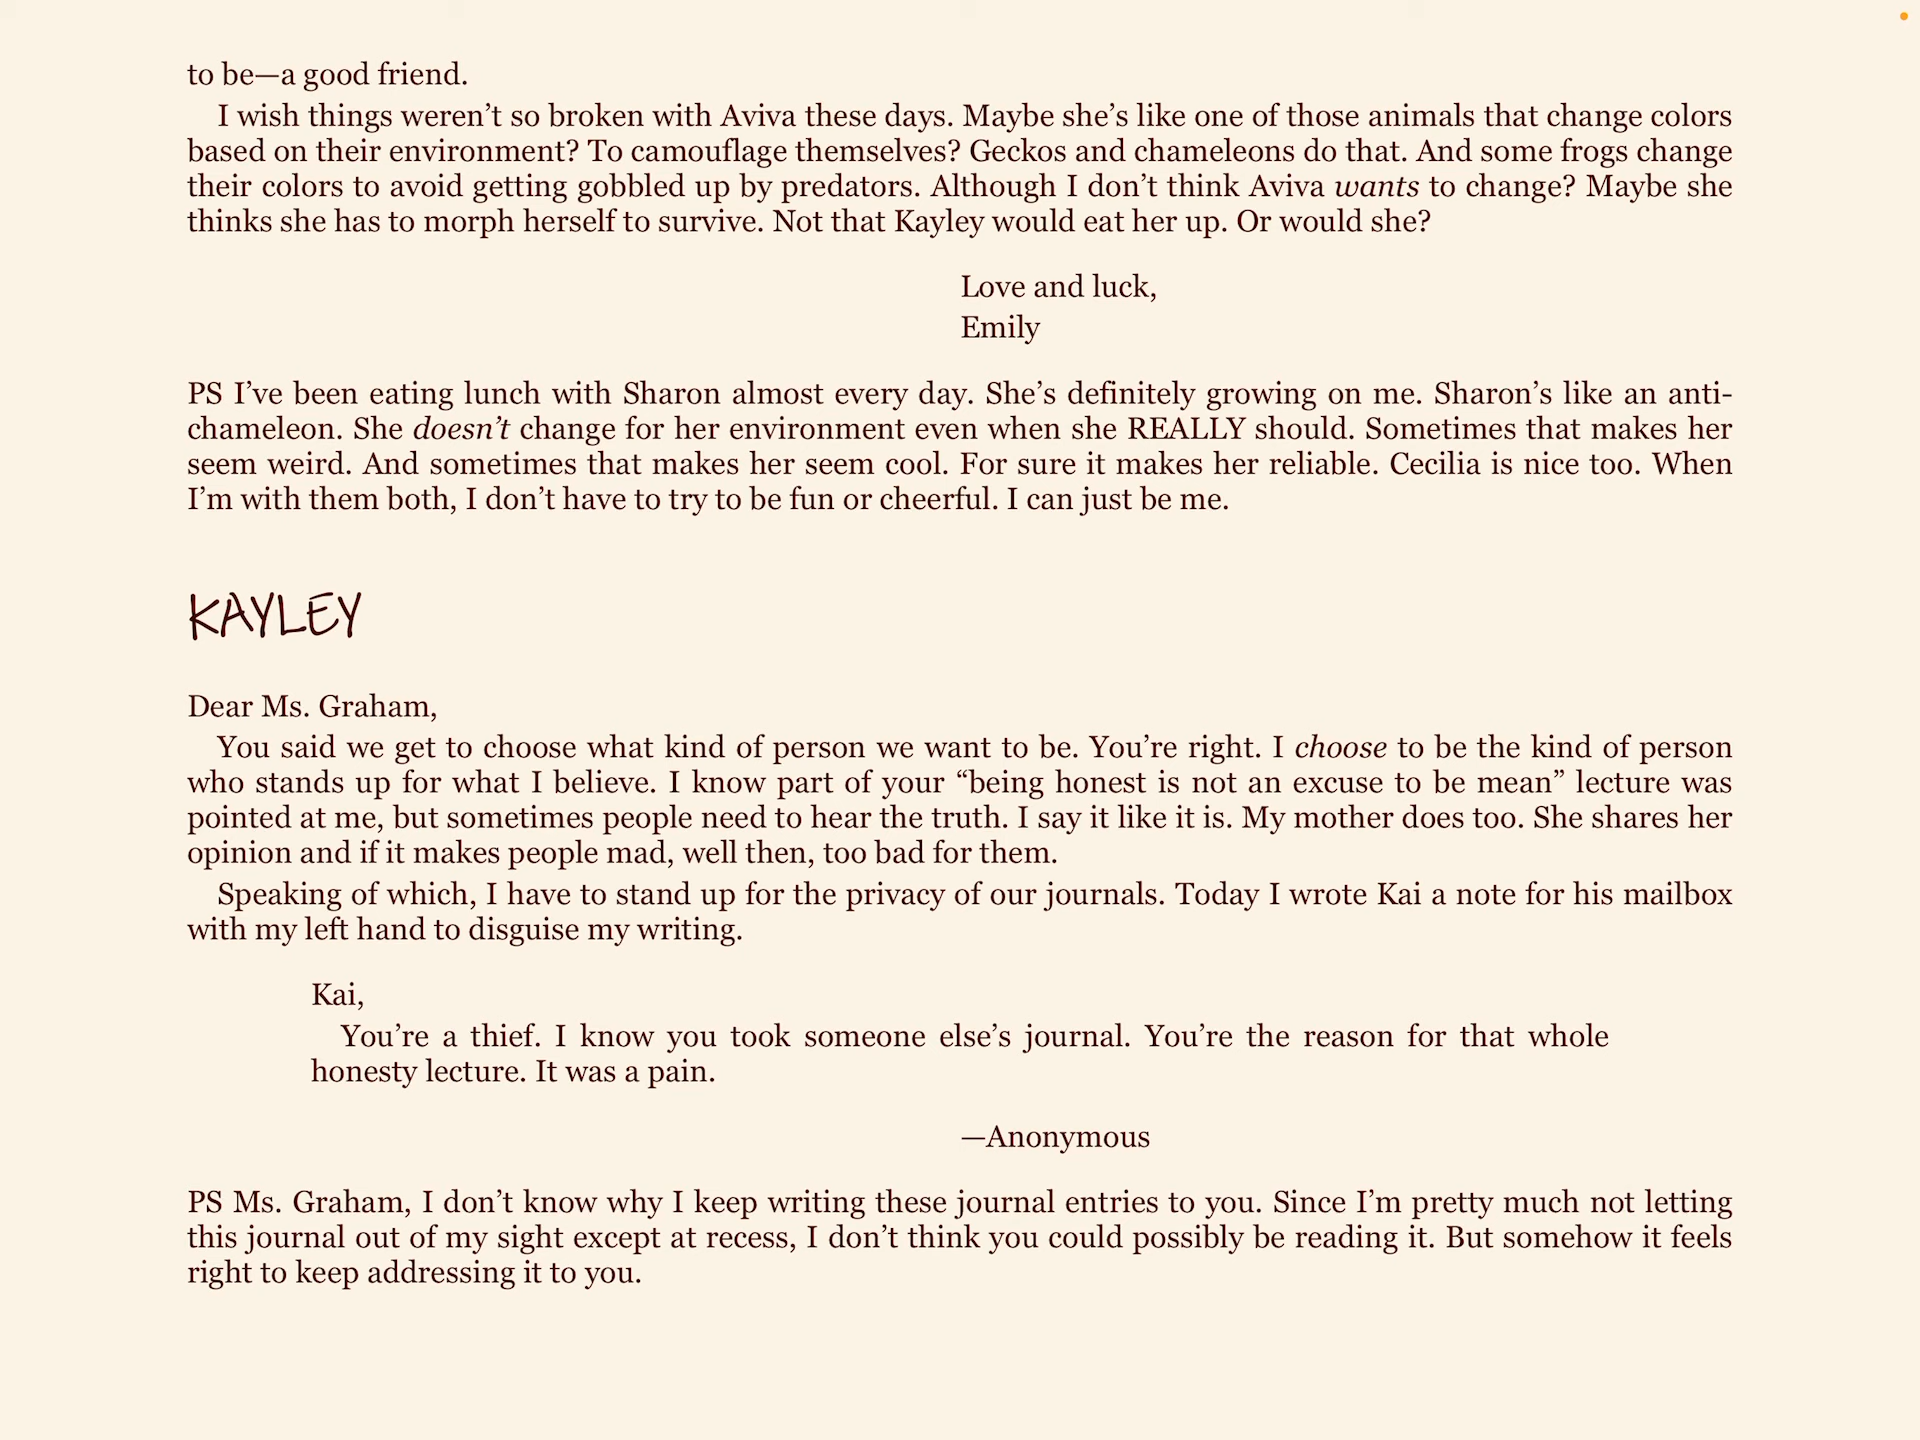 to be—a good friend.
I wish things weren’t so broken with Aviva these days. Maybe she’s like one of those animals that change colors
based on their environment? To camouflage themselves? Geckos and chameleons do that. And some frogs change
their colors to avoid getting gobbled up by predators. Although I don’t think Aviva wants to change? Maybe she
thinks she has to morph herself to survive. Not that Kayley would eat her up. Or would she?
Love and luck,
Emily
PS I’ve been eating lunch with Sharon almost every day. She’s definitely growing on me. Sharon’s like an anti-
chameleon. She doesn’t change for her environment even when she REALLY should. Sometimes that makes her
seem weird. And sometimes that makes her seem cool. For sure it makes her reliable. Cecilia is nice too. When
I’m with them both, I don’t have to try to be fun or cheerful. I can just be me.
KAYLEY
Dear Ms. Graham,
You said we get to choose what kind of person we want to be. You’re right. I choose to be the kind of person
who stands up for what I believe. I know part of your “being honest is not an excuse to be mean” lecture was
pointed at me, but sometimes people need to hear the truth. I say it like it is. My mother does too. She shares her
opinion and if it makes people mad, well then, too bad for them.
Speaking of which, I have to stand up for the privacy of our journals. Today I wrote Kai a note for his mailbox
with my left hand to disguise my writing.
Kai,
You’re a thief. I know you took someone else’s journal. You’re the reason for that whole
honesty lecture. It was a pain.
—Anonymous
PS Ms. Graham, I don’t know why I keep writing these journal entries to you. Since I’m pretty much not letting
this journal out of my sight except at recess, I don’t think you could possibly be reading it. But somehow it feels
right to keep addressing it to you.